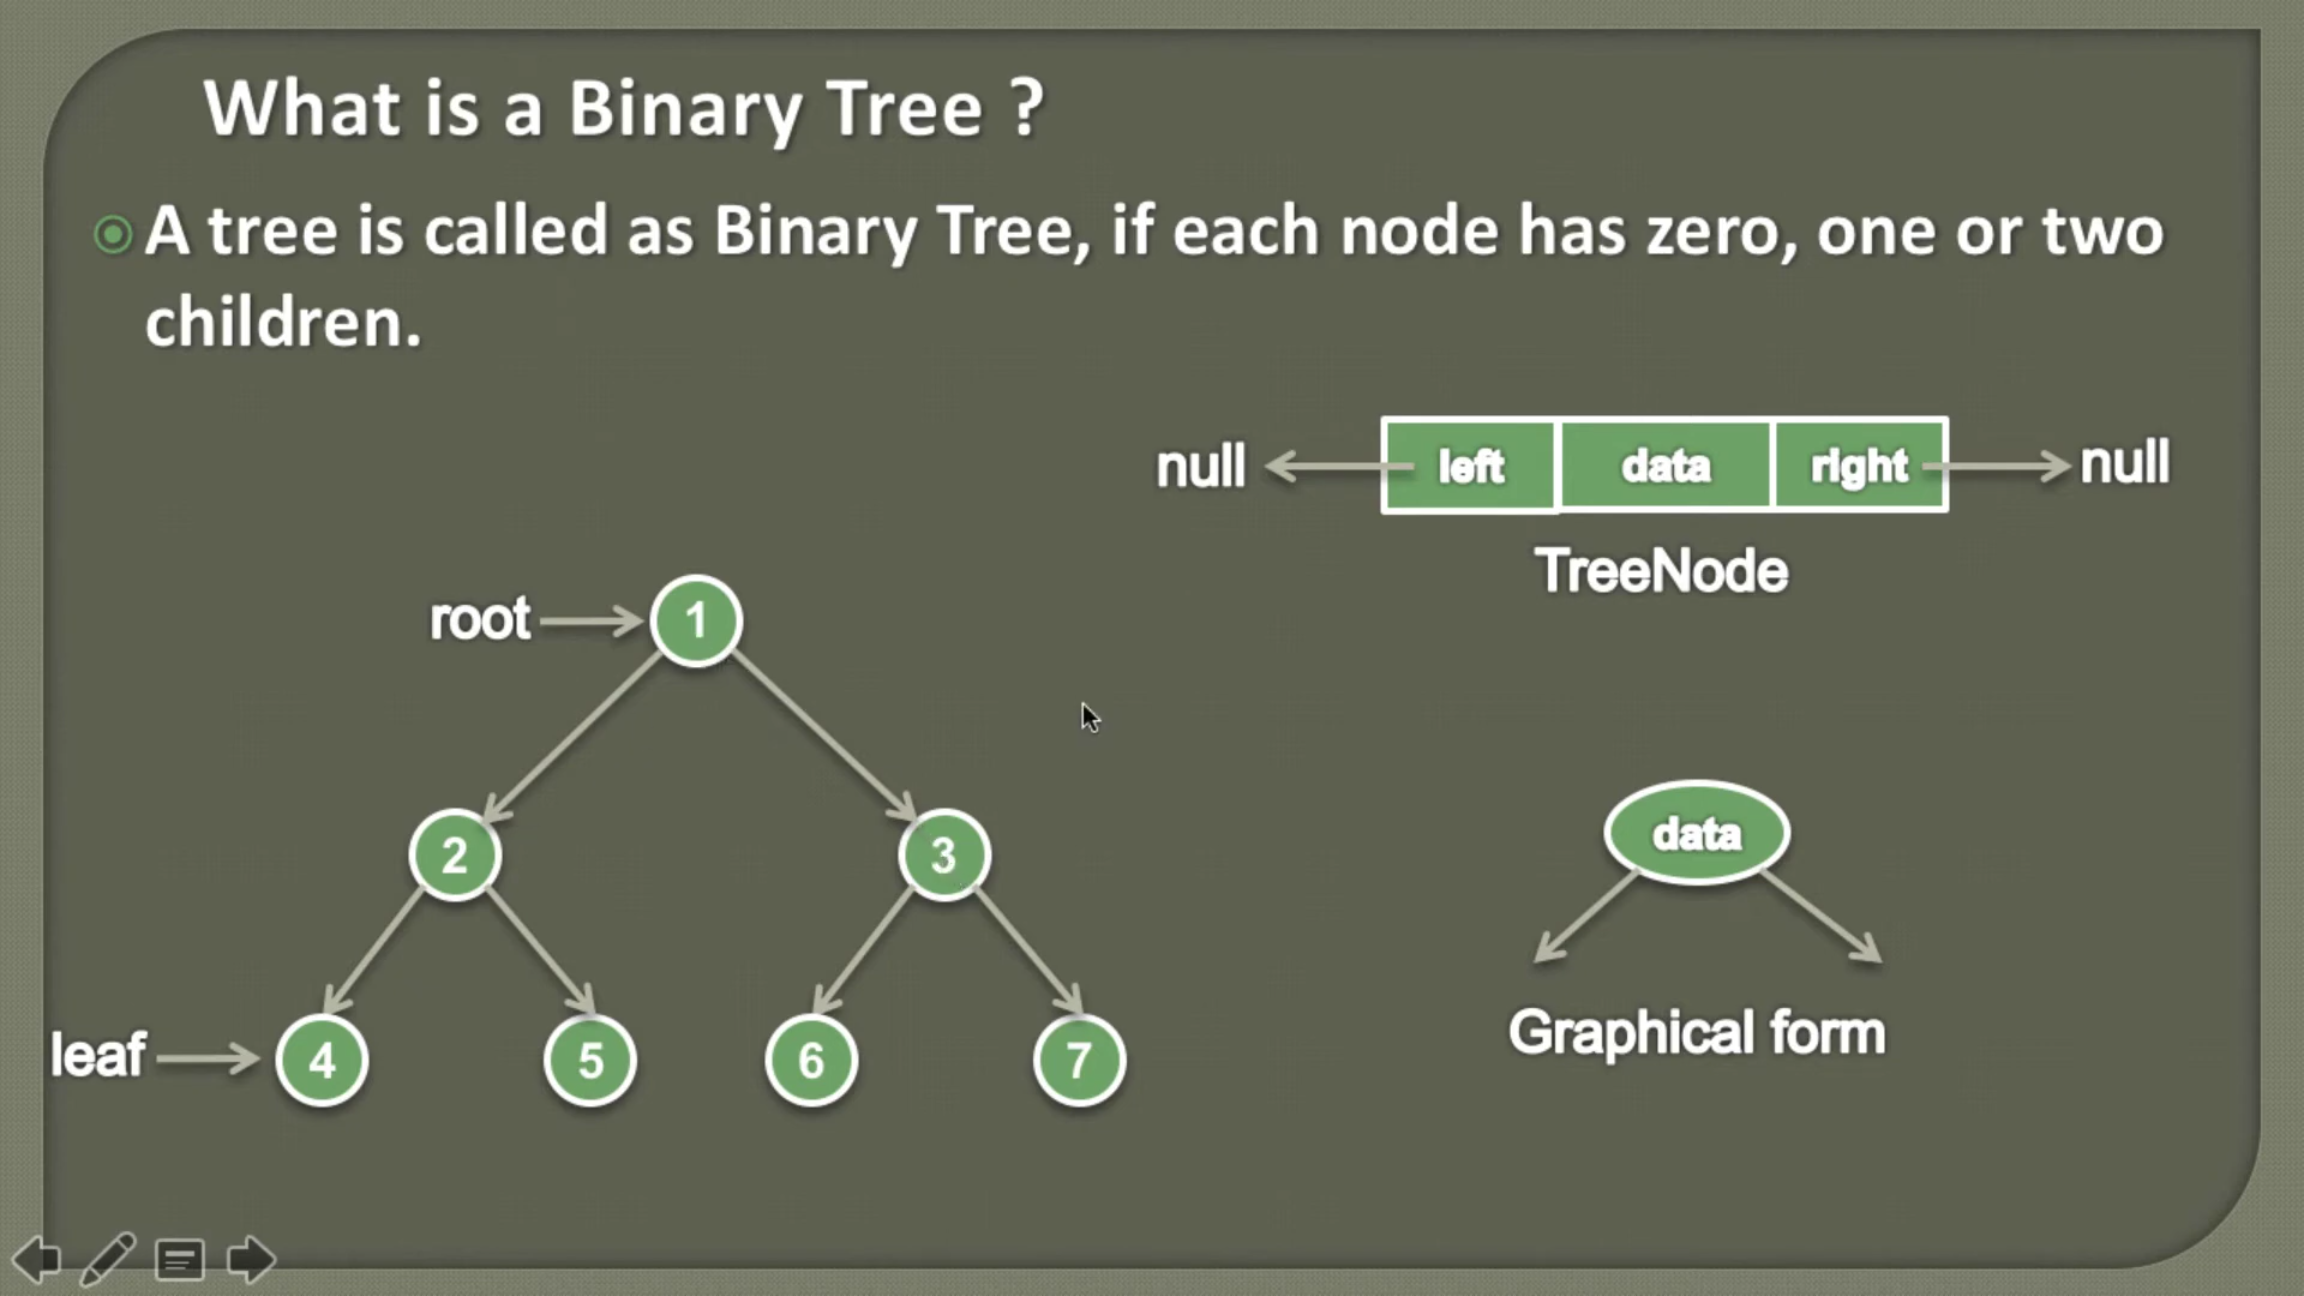 What is a Binary Tree ?
A tree is called as Binary Tree, if each node has zero, one or two
children.
null left data right null
TreeNode
root 1
2 3
data
leaf 4 5 6 7
Graphical form